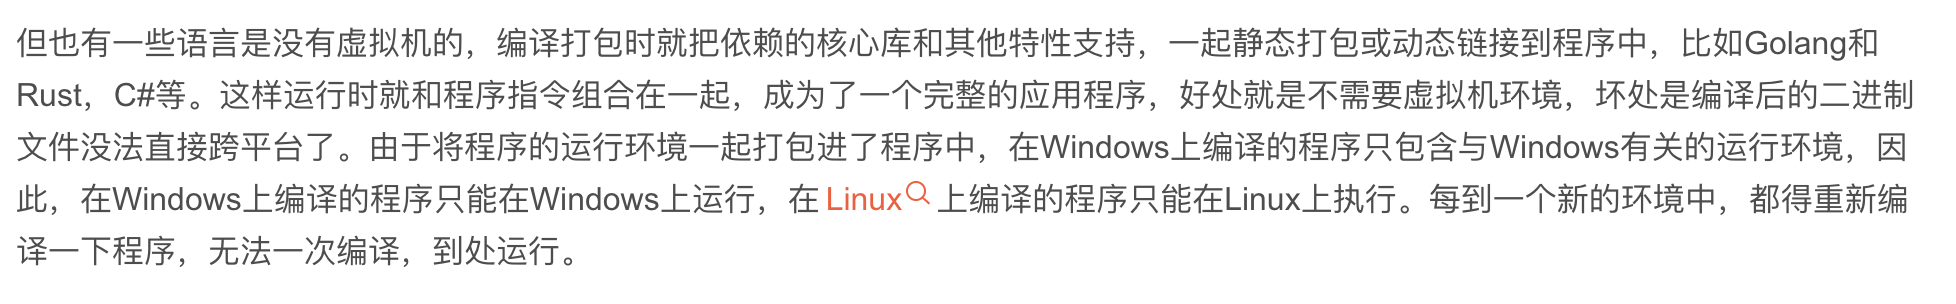 但也有一些语言是没有虚拟机的，编译打包时就把依赖的核心库和其他特性支持，一起静态打包或动态链接到程序中，比如Golang和
Rust，C#等。这样运行时就和程序指令组合在一起，成为了一个完整的应用程序，好处就是不需要虚拟机环境，坏处是编译后的二进制
文件没法直接跨平台了。由于将程序的运行环境一起打包进了程序中，在Windows上编译的程序只包含与Windows有关的运行环境，因
此，在Windows上编译的程序只能在Windows上运行，在 Linux 上编译的程序只能在Linux上执行。每到一个新的环境中，都得重新编
译一下程序，无法一次编译，到处运行。